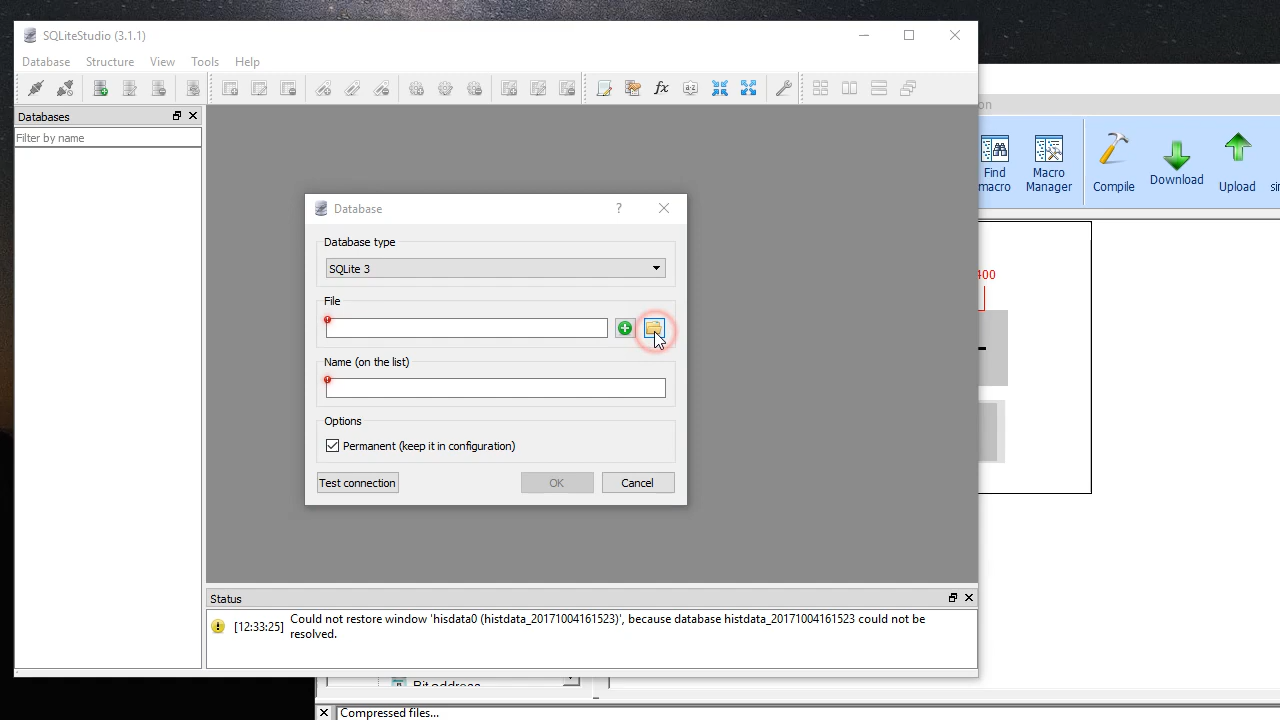 SQLiteStudio (3.1.1)
Database Structure View Tools Help
Databases
Filter by name
Database
?
Database type
SQLite 3
File
Name (on the list)
Options
Permanent (keep it in configuration)
Test connection OK Cancel
Status
[12:33:25] Could not restore window 'hisdata0 (histdata_20171004161523)', because database histdata_20171004161523 could not be
resolved.
on
Find
macro
Macro
Manager
Compile
Download
Upload
400
Bit address
Compressed files...